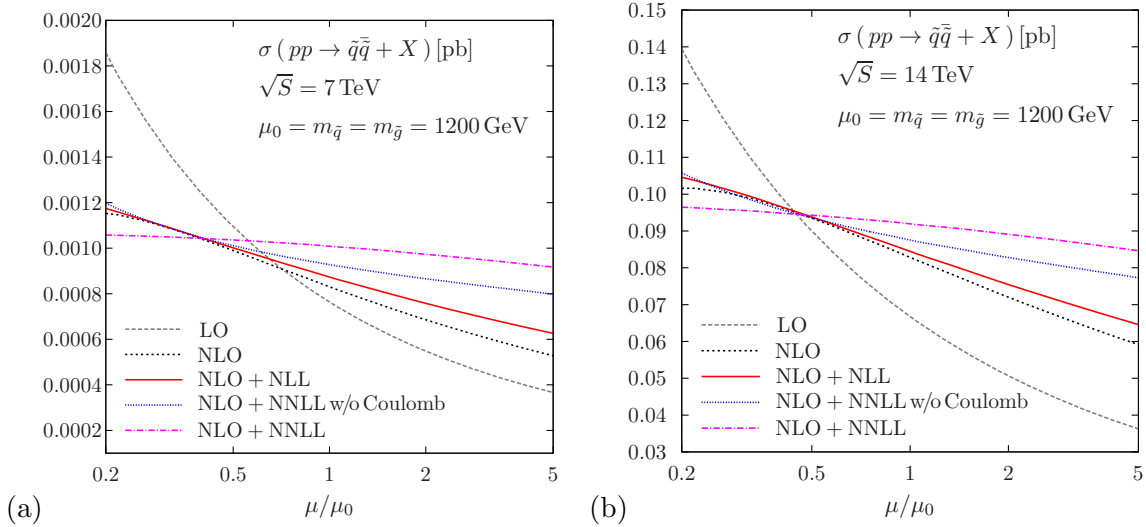 0.0020
0.0018
0.0016
0.0014
0.0012
0.0010
0.0008
0.0006
0.0004
0.0002
σ ( pp → q̃q̃̄ + X ) [pb]
√S = 7 TeV
μ₀ = m_q̃ = m_g̃ = 1200 GeV
LO
NLO
NLO + NLL
NLO + NNLL w/o Coulomb
NLO + NNLL
0.2 0.5 1 2 5
μ/μ₀
(a)
0.15
0.14
0.13
0.12
0.11
0.10
0.09
0.08
0.07
0.06
0.05
0.04
0.03
σ ( pp → q̃q̃̄ + X ) [pb]
√S = 14 TeV
μ₀ = m_q̃ = m_g̃ = 1200 GeV
LO
NLO
NLO + NLL
NLO + NNLL w/o Coulomb
NLO + NNLL
0.2 0.5 1 2 5
μ/μ₀
(b)